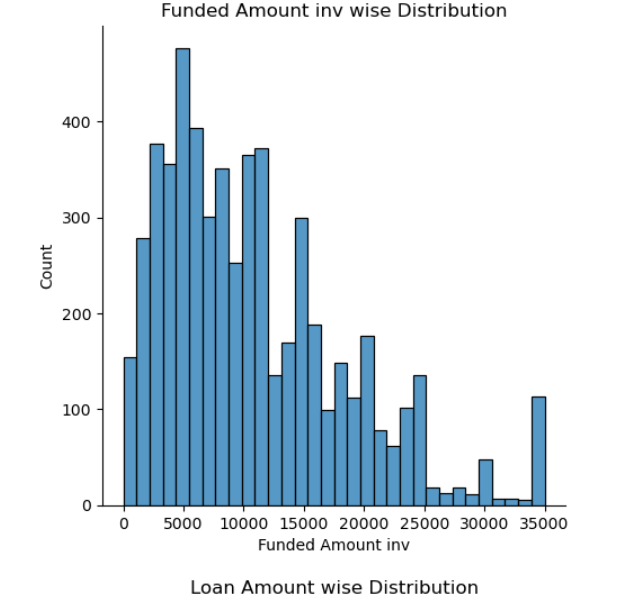 Funded Amount inv wise Distribution
400
300
200
100
0
Count
0 5000 10000 15000 20000 25000 30000 35000
Funded Amount inv
Loan Amount wise Distribution